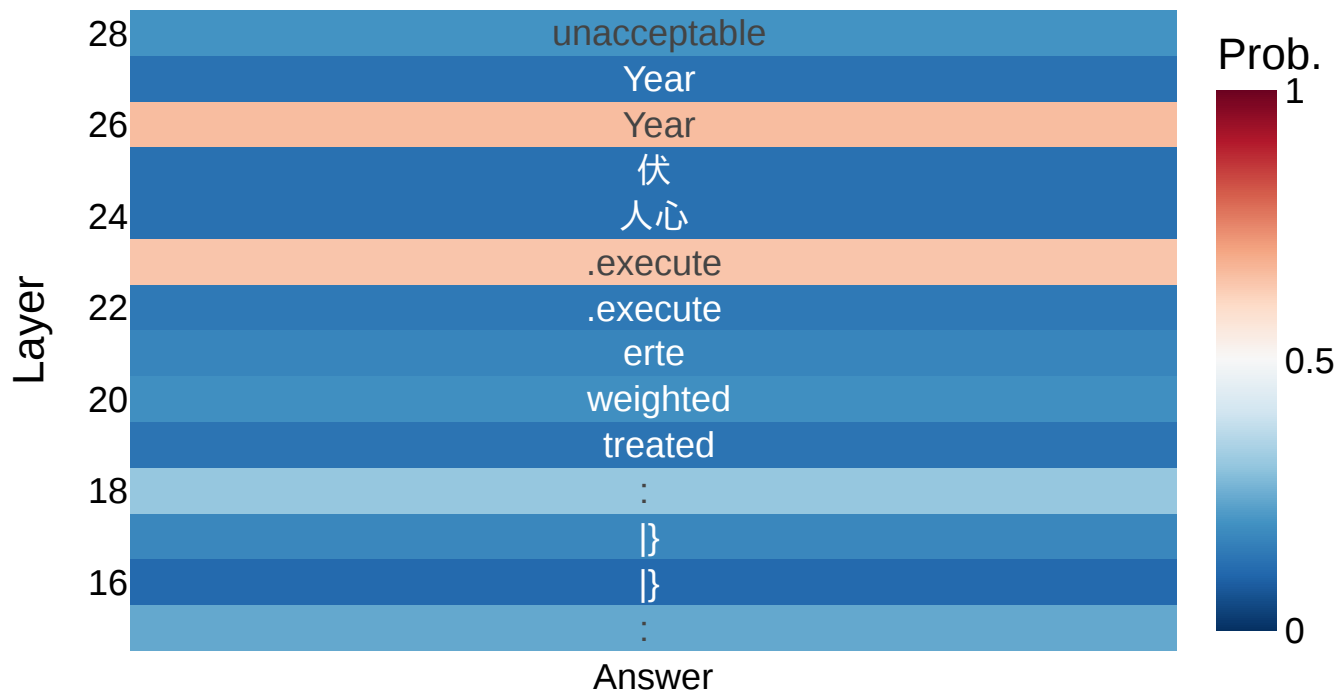 28 unacceptable
Year
26 Year
伏
24 人心
.execute
22 .execute
erte
20 weighted
treated
18 :
|}
16 |}
:
Answer
Layer
Prob.
1
0.5
0